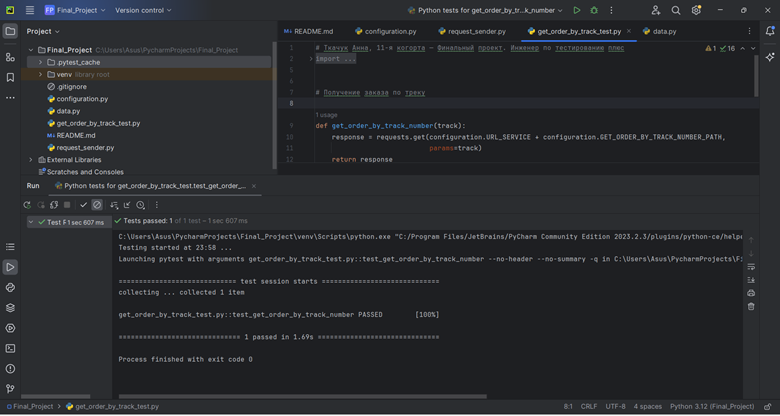 FP Final_Project
Version control
Python tests for get_order_by_tr...k_number
Project
Final_Project C:\Users\Asus\PycharmProjects\Final_Project
.pytest_cache
venv library root
.gitignore
configuration.py
data.py
get_order_by_track_test.py
README.md
request_sender.py
External Libraries
Scratches and Consoles
README.md
configuration.py
request_sender.py
get_order_by_track_test.py
data.py
1 # Ткачук Анна, 11-я когорта – Финальный проект. Инженер по тестированию плюс
1 16
2 import ...
5
6
7 # Получение заказа по треку
8
1 usage
9 def get_order_by_track_number(track):
10 response = requests.get(configuration.URL_SERVICE + configuration.GET_ORDER_BY_TRACK_NUMBER_PATH,
11 params=track)
12 return response
Run
Python tests for get_order_by_track_test.test_get_order_...
Test F 1 sec 607 ms
Tests passed: 1 of 1 test – 1 sec 607 ms
C:\Users\Asus\PycharmProjects\Final_Project\venv\Scripts\python.exe "C:/Program Files/JetBrains/PyCharm Community Edition 2023.2.3/plugins/python-ce/helpe
Testing started at 23:58 ...
Launching pytest with arguments get_order_by_track_test.py::test_get_order_by_track_number --no-header --no-summary -q in C:\Users\Asus\PycharmProjects\Fi
============================= test session starts =============================
collecting ... collected 1 item
get_order_by_track_test.py::test_get_order_by_track_number PASSED [100%]
============================== 1 passed in 1.69s ==============================
Process finished with exit code 0
Final_Project
get_order_by_track_test.py
8:1 CRLF UTF-8 4 spaces Python 3.12 (Final_Project)